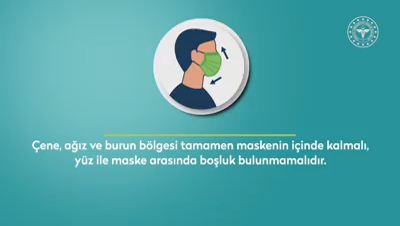 Çene, ağız ve burun bölgesi tamamen maskenin içinde kalmalı,
yüz ile maske arasında boşluk bulunmamalıdır.